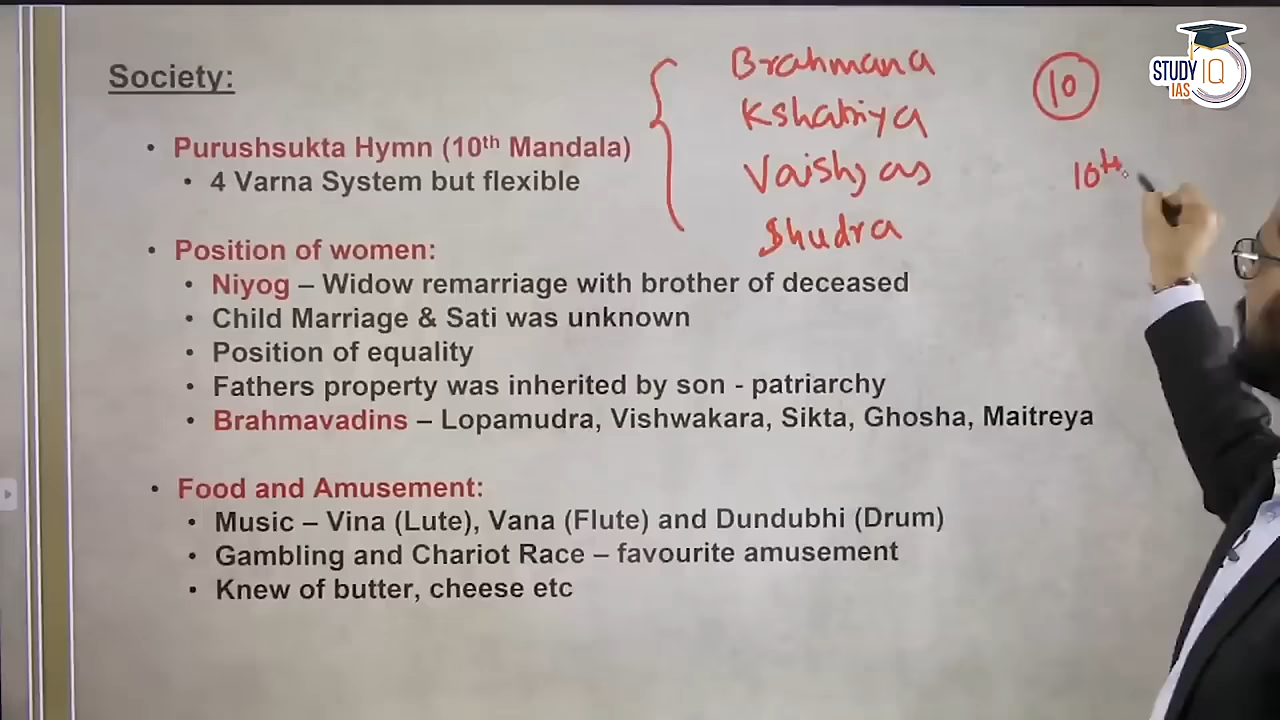 Society:
• Purushsukta Hymn (10th Mandala)
• 4 Varna System but flexible
Brahmana
Kshatriya
Vaishyas
Shudra
10
10th
• Position of women:
• Niyog – Widow remarriage with brother of deceased
• Child Marriage & Sati was unknown
• Position of equality
• Fathers property was inherited by son - patriarchy
• Brahmavadins – Lopamudra, Vishwakara, Sikta, Ghosha, Maitreya
• Food and Amusement:
• Music – Vina (Lute), Vana (Flute) and Dundubhi (Drum)
• Gambling and Chariot Race – favourite amusement
• Knew of butter, cheese etc
STUDY IQ
IAS